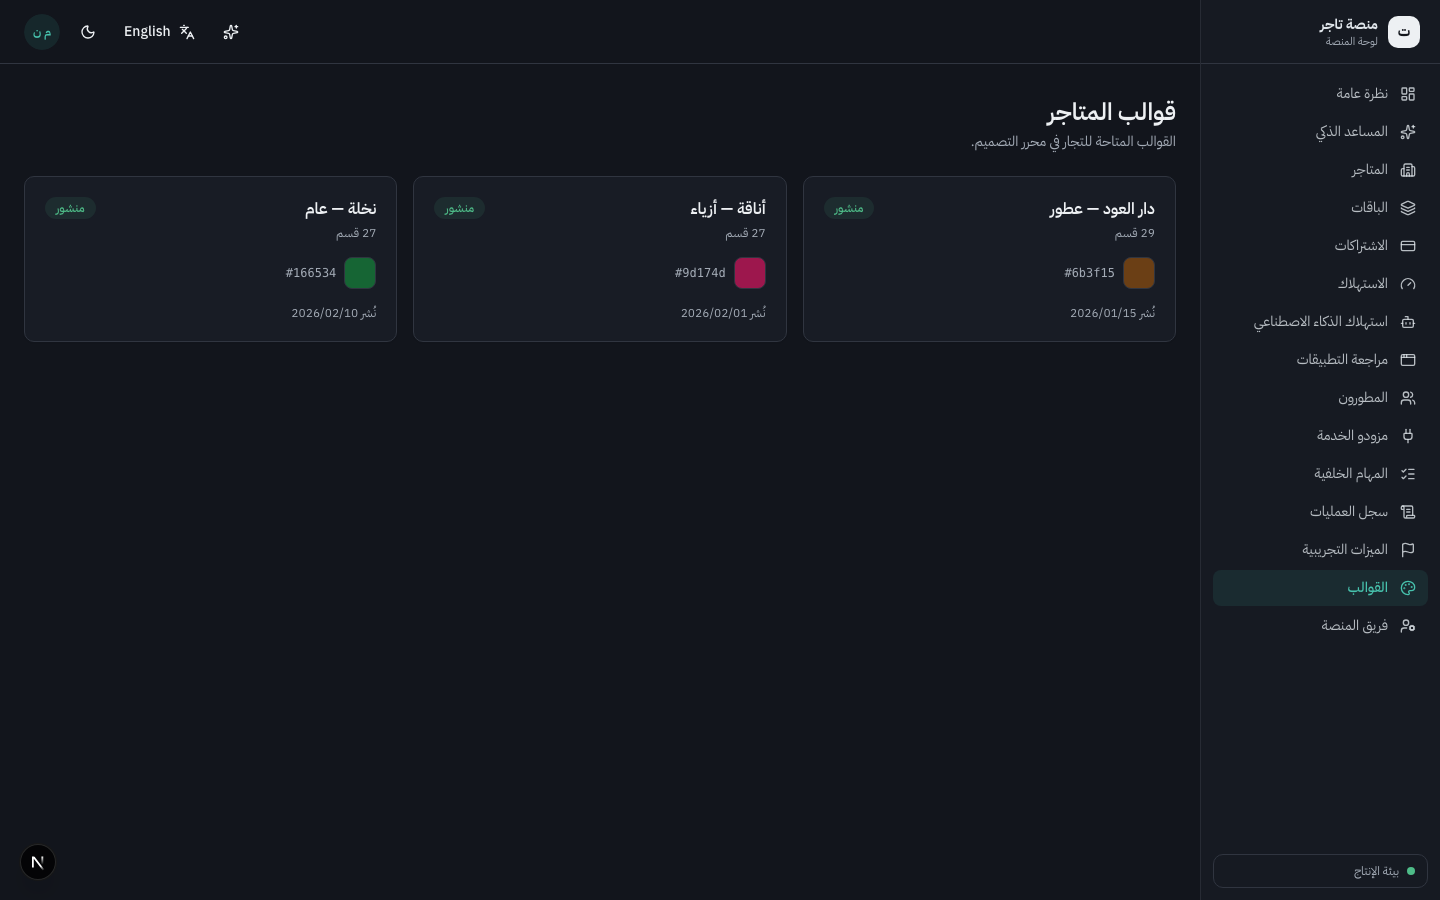 ت
منصة تاجر
لوحة المنصة
نظرة عامة
المساعد الذكي
المتاجر
الباقات
الاشتراكات
الاستهلاك
استهلاك الذكاء الاصطناعي
مراجعة التطبيقات
المطورون
مزودو الخدمة
المهام الخلفية
سجل العمليات
الميزات التجريبية
القوالب
فريق المنصة
بيئة الإنتاج
English
م ن
قوالب المتاجر
القوالب المتاحة للتجار في محرر التصميم.
دار العود — عطور
منشور
29 قسم
#6b3f15
نُشر 2026/01/15
أناقة — أزياء
منشور
27 قسم
#9d174d
نُشر 2026/02/01
نخلة — عام
منشور
27 قسم
#166534
نُشر 2026/02/10
N